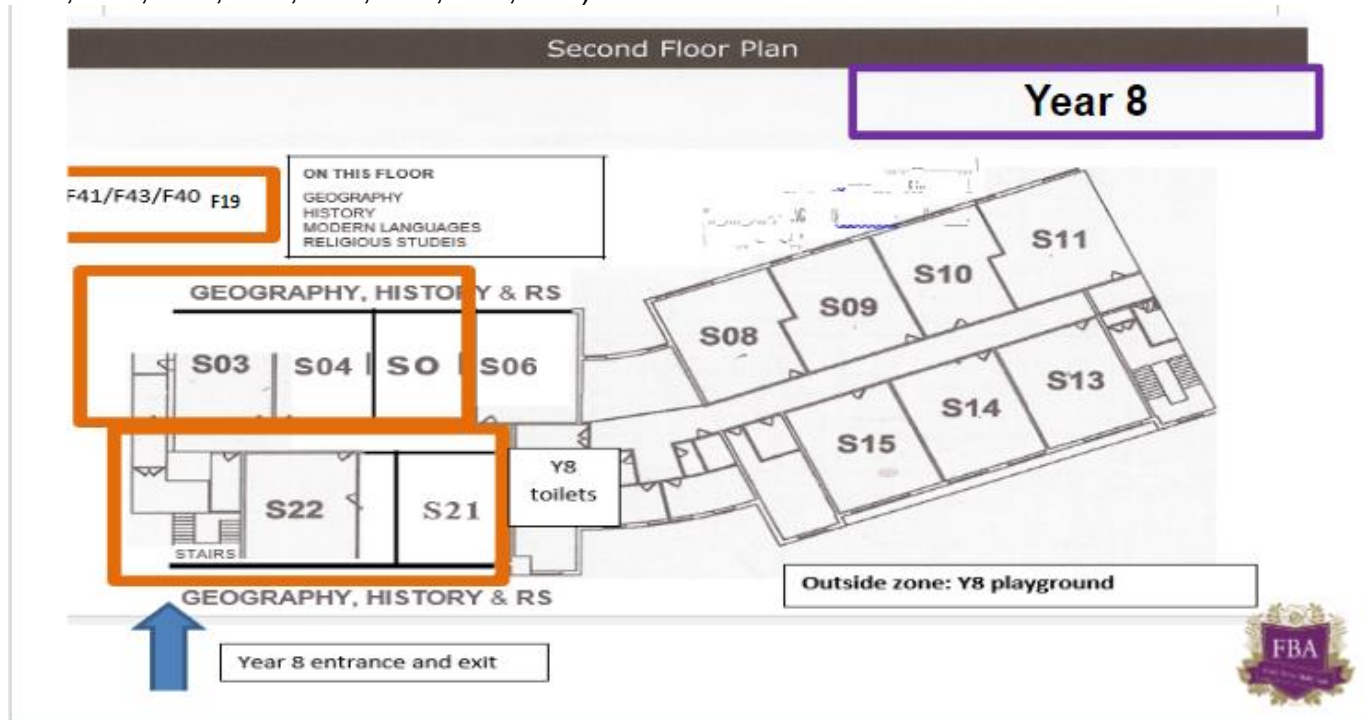 Second Floor Plan
Year 8
F41/F43/F40 F19
ON THIS FLOOR
GEOGRAPHY
HISTORY
MODERN LANGUAGES
RELIGIOUS STUDEIS
GEOGRAPHY, HISTORY & RS
S03
S04
SO
S06
S08
S09
S10
S11
S13
S14
S15
Y8
toilets
S22
S21
STAIRS
GEOGRAPHY, HISTORY & RS
Outside zone: Y8 playground
Year 8 entrance and exit
FBA